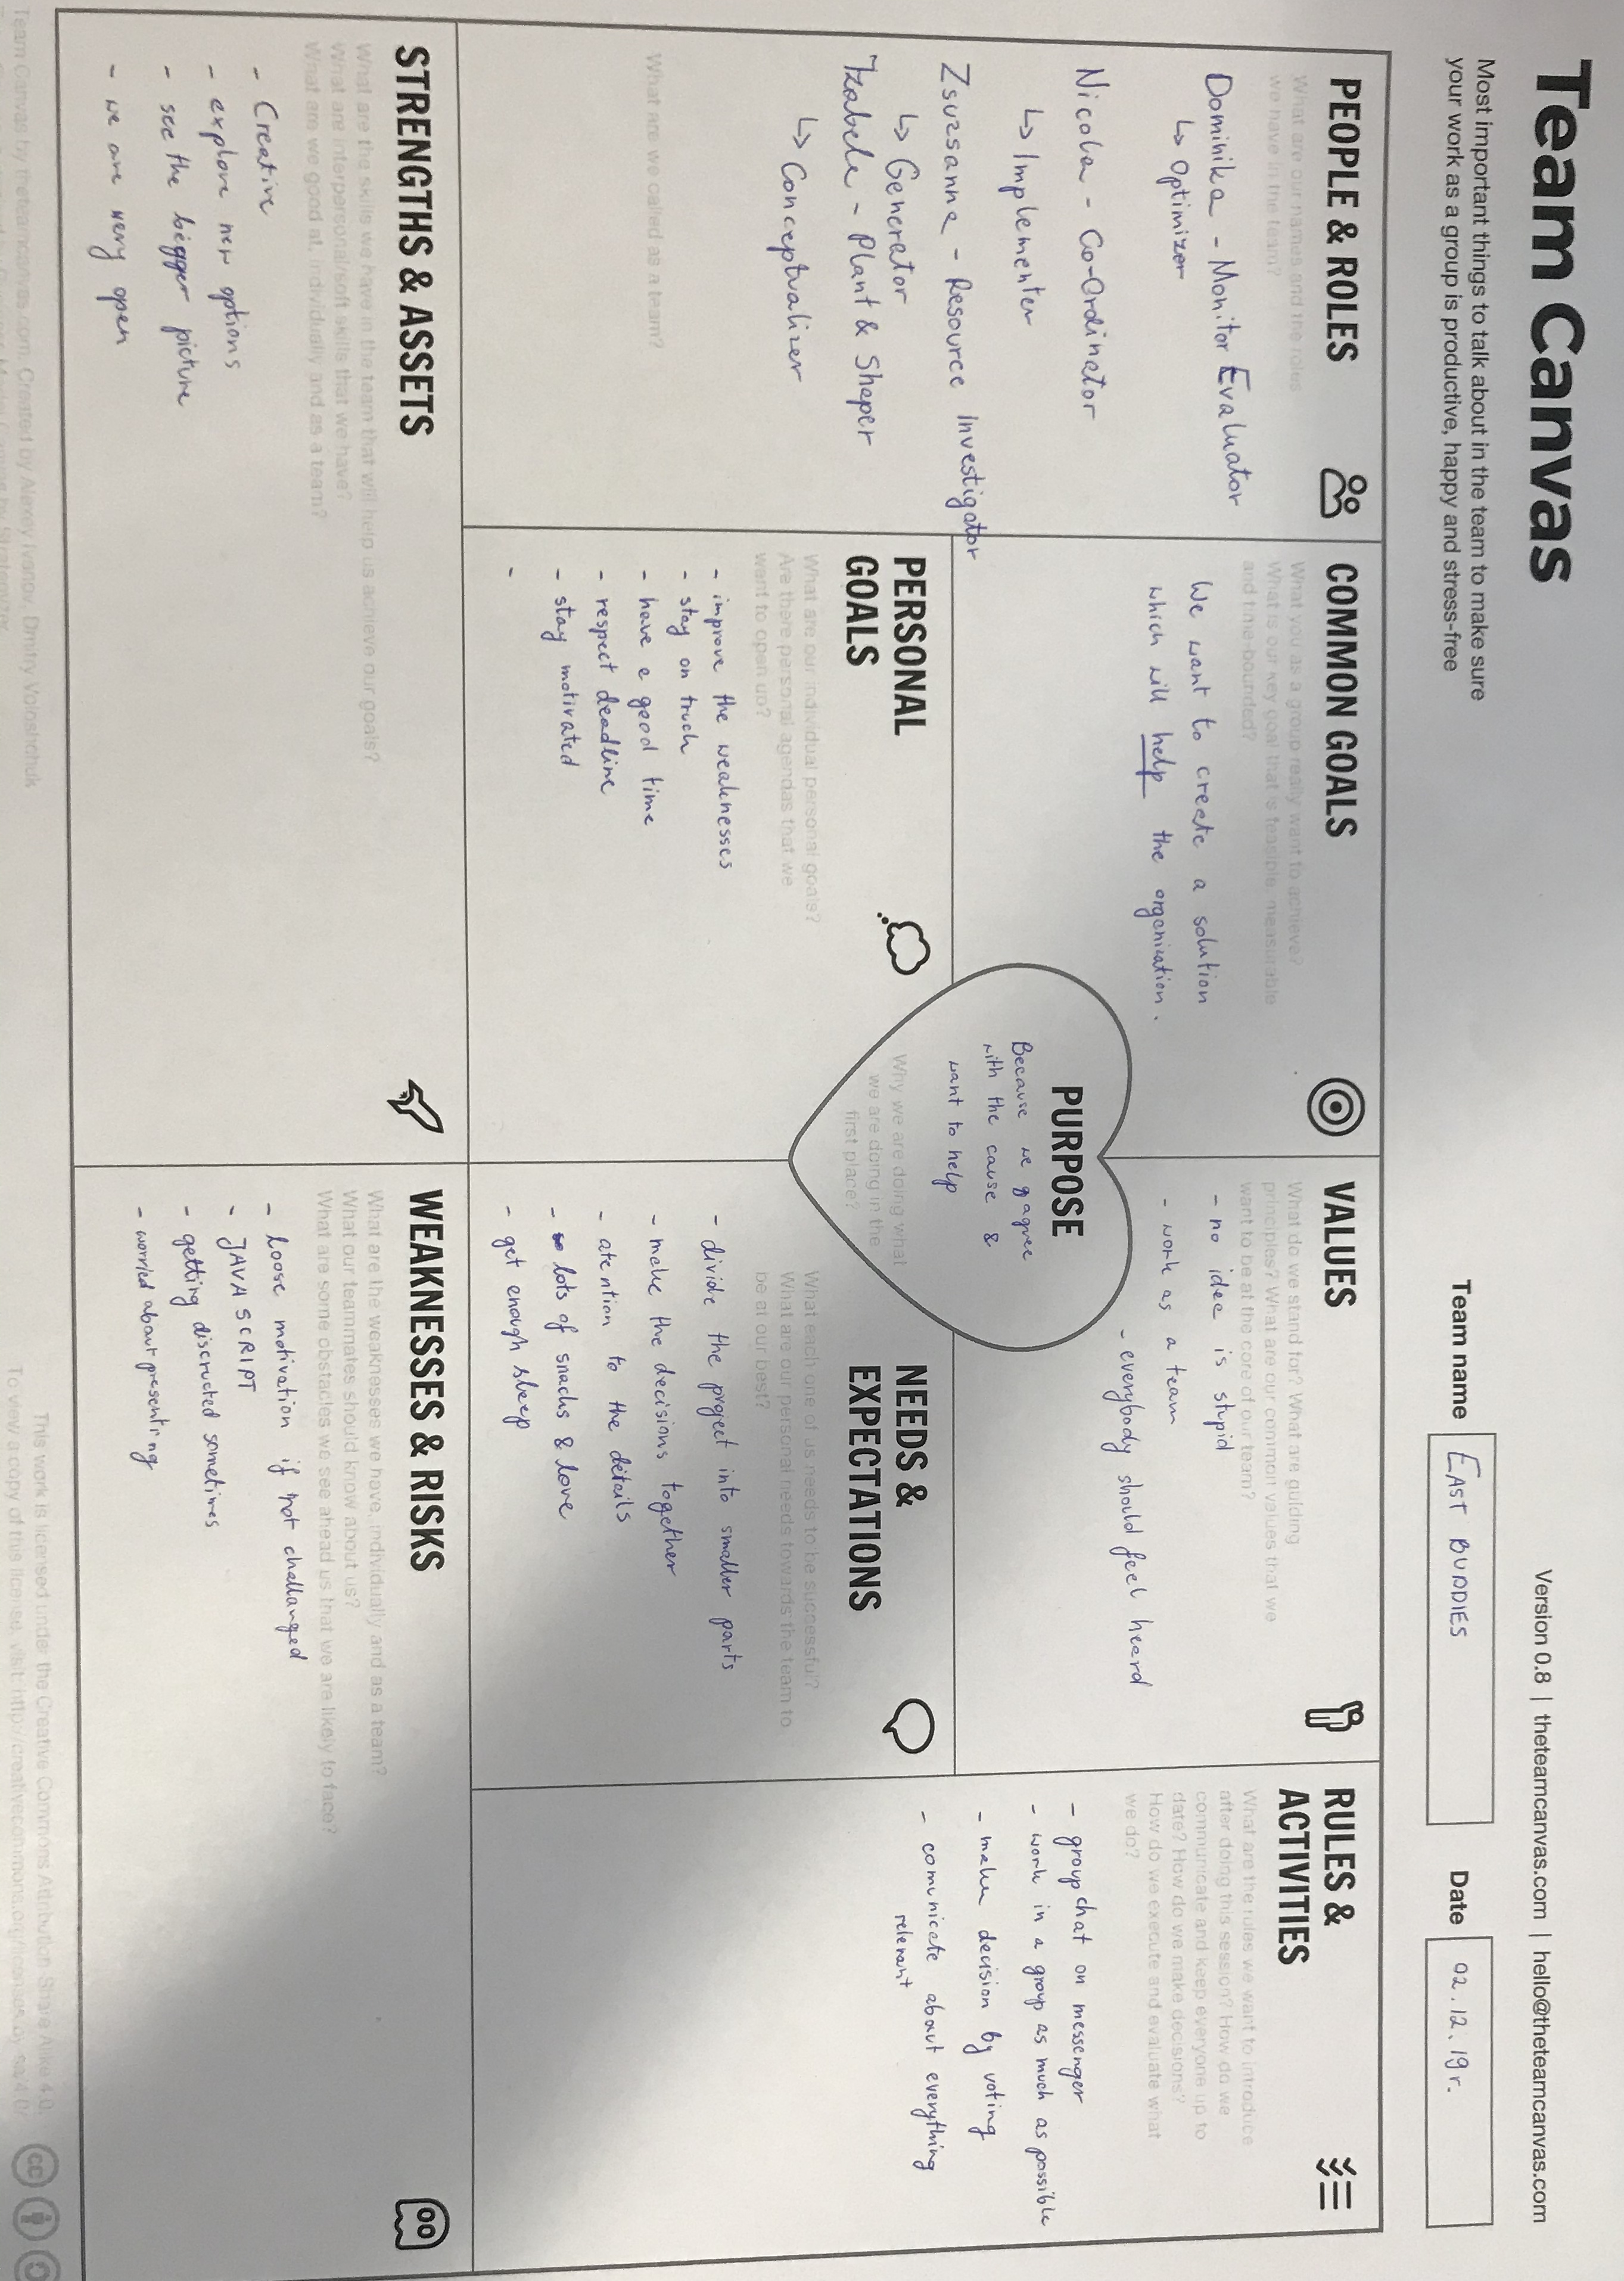 Team Canvas
Most important things to talk about in the team to make sure
your work as a group is productive, happy and stress-free
Version 0.8 | theteamcanvas.com | hello@theteamcanvas.com
Team name
EAST BUDDIES
Date
02.12.19r.
PEOPLE & ROLES
What are our names and the roles
we have in the team?
Dominika - Monitor Evaluator
↳ Optimizer
Nicola - Co-Ordinator
↳ Implementer
Zsuzsanna - Resource Investigator
↳ Generator
Izabela - Plant & Shaper
↳ Conceptualizer
What are we called as a team?
COMMON GOALS
What you as a group really want to achieve?
What is our key goal that is feasible, measurable
and time-bounded?
We want to create a solution
which will help the organization.
VALUES
What do we stand for? What are guiding
principles? What are our common values that we
want to be at the core of our team?
- no idea is stupid
- work as a team
- everybody should feel heard
RULES &
ACTIVITIES
What are the rules we want to introduce
after doing this session? How do we
communicate and keep everyone up to
date? How do we make decisions?
How do we execute and evaluate what
we do?
- group chat on messenger
- work in a group as much as possible
- make decision by voting
- comunicate about everything
relevant
PURPOSE
Because we agree
with the cause &
want to help
Why we are doing what
we are doing in the
first place?
PERSONAL
GOALS
What are our individual personal goals?
Are there personal agendas that we
want to open up?
- improve the weaknesses
- stay on truck
- have a good time
- respect deadline
- stay motivated
-
NEEDS &
EXPECTATIONS
What each one of us needs to be successful?
What are our personal needs towards the team to
be at our best?
- divide the project into smaller parts
- make the decisions together
- atention to the details
- lots of snacks & love
- get enough sleep
STRENGTHS & ASSETS
What are the skills we have in the team that will help us achieve our goals?
What are interpersonal/soft skills that we have?
What are we good at, individually and as a team?
- Creative
- explore new options
- see the bigger picture
- we are very open
WEAKNESSES & RISKS
What are the weaknesses we have, individually and as a team?
What our teammates should know about us?
What are some obstacles we see ahead us that we are likely to face?
- loose motivation if not challanged
- JAVASCRIPT
- getting discructed sometimes
- worried about presenting
Team Canvas by theteamcanvas.com. Created by Alexey Ivanov, Dmitry Voloshchuk
This work is licensed under the Creative Commons Attribution Share Alike 4.0.
To view a copy of this license, visit: http://creativecommons.org/licenses/by-sa/4.0/